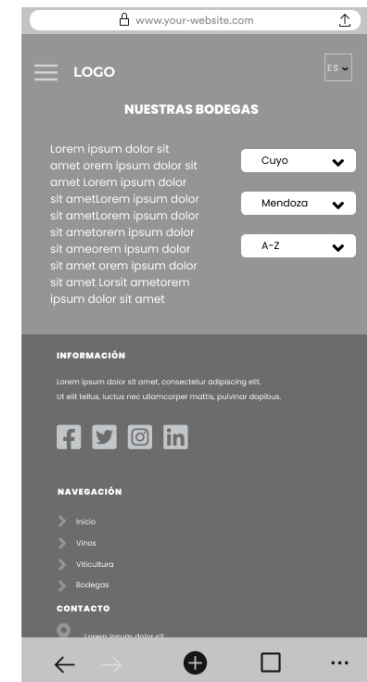 www.your-website.com
LOGO
ES
NUESTRAS BODEGAS
Lorem ipsum dolor sit
amet orem ipsum dolor sit
amet Lorem ipsum dolor
sit ametLorem ipsum dolor
sit ametLorem ipsum dolor
sit ametorem ipsum dolor
sit ameorem ipsum dolor
sit amet orem ipsum dolor
sit amet Lorsit ametorem
ipsum dolor sit amet
Cuyo
Mendoza
A-Z
INFORMACIÓN
Lorem ipsum dolor sit amet, consectetur adipiscing elit.
Ut elit tellus, luctus nec ullamcorper mattis, pulvinar dapibus.
NAVEGACIÓN
Inicio
Vinos
Viticultura
Bodegas
CONTACTO
Lorem ipsum dolor sit